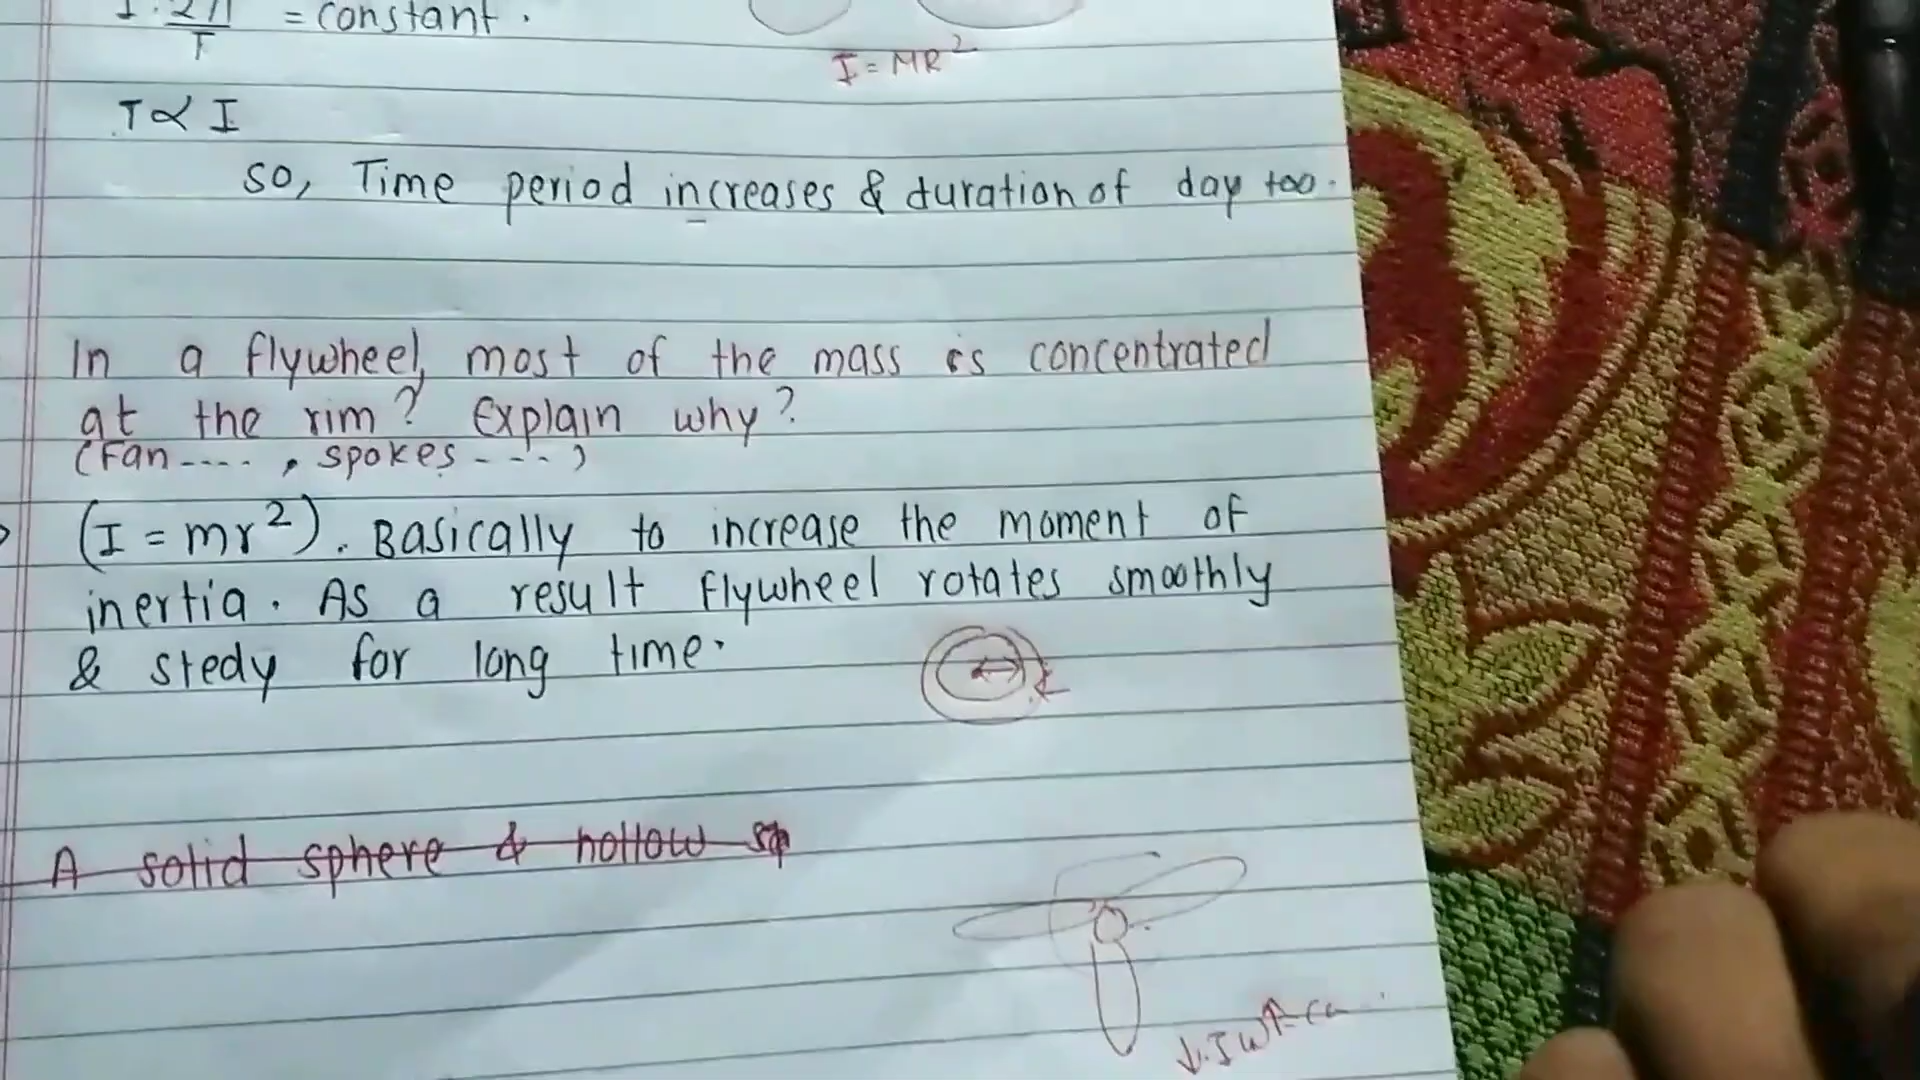 I · 2π = constant .
T
I = MR²
T ∝ I
so, Time period increases & duration of day too.
In a flywheel, most of the mass is concentrated
at the rim? Explain why?
(Fan ---- , spokes ----)
(I = mr²). Basically to increase the moment of
inertia. As a result flywheel rotates smoothly
& stedy for long time.
A solid sphere & hollow sp
↓ I ω ↑